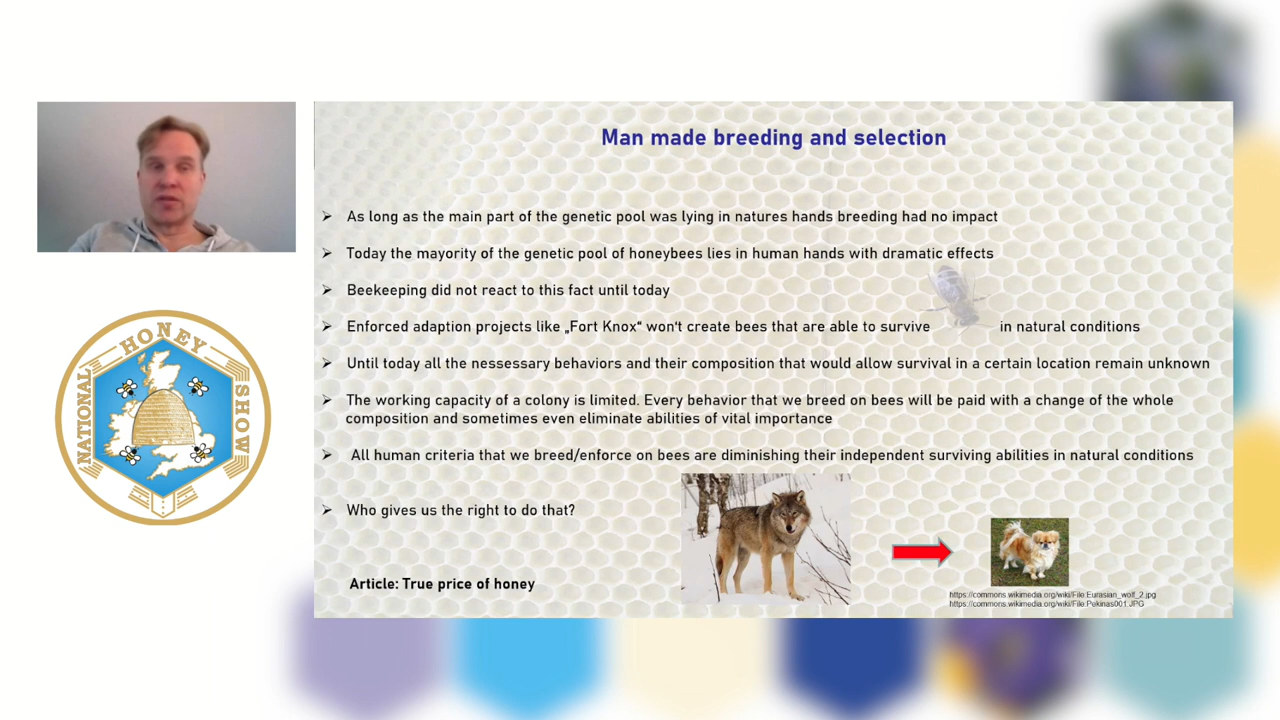 NATIONAL HONEY SHOW
Man made breeding and selection
As long as the main part of the genetic pool was lying in natures hands breeding had no impact
Today the mayority of the genetic pool of honeybees lies in human hands with dramatic effects
Beekeeping did not react to this fact until today
Enforced adaption projects like „Fort Knox“ won't create bees that are able to survive in natural conditions
Until today all the nessessary behaviors and their composition that would allow survival in a certain location remain unknown
The working capacity of a colony is limited. Every behavior that we breed on bees will be paid with a change of the whole
composition and sometimes even eliminate abilities of vital importance
All human criteria that we breed/enforce on bees are diminishing their independent surviving abilities in natural conditions
Who gives us the right to do that?
Article: True price of honey
https://commons.wikimedia.org/wiki/File:Eurasian_wolf_2.jpg
https://commons.wikimedia.org/wiki/File:Pekinas001.JPG